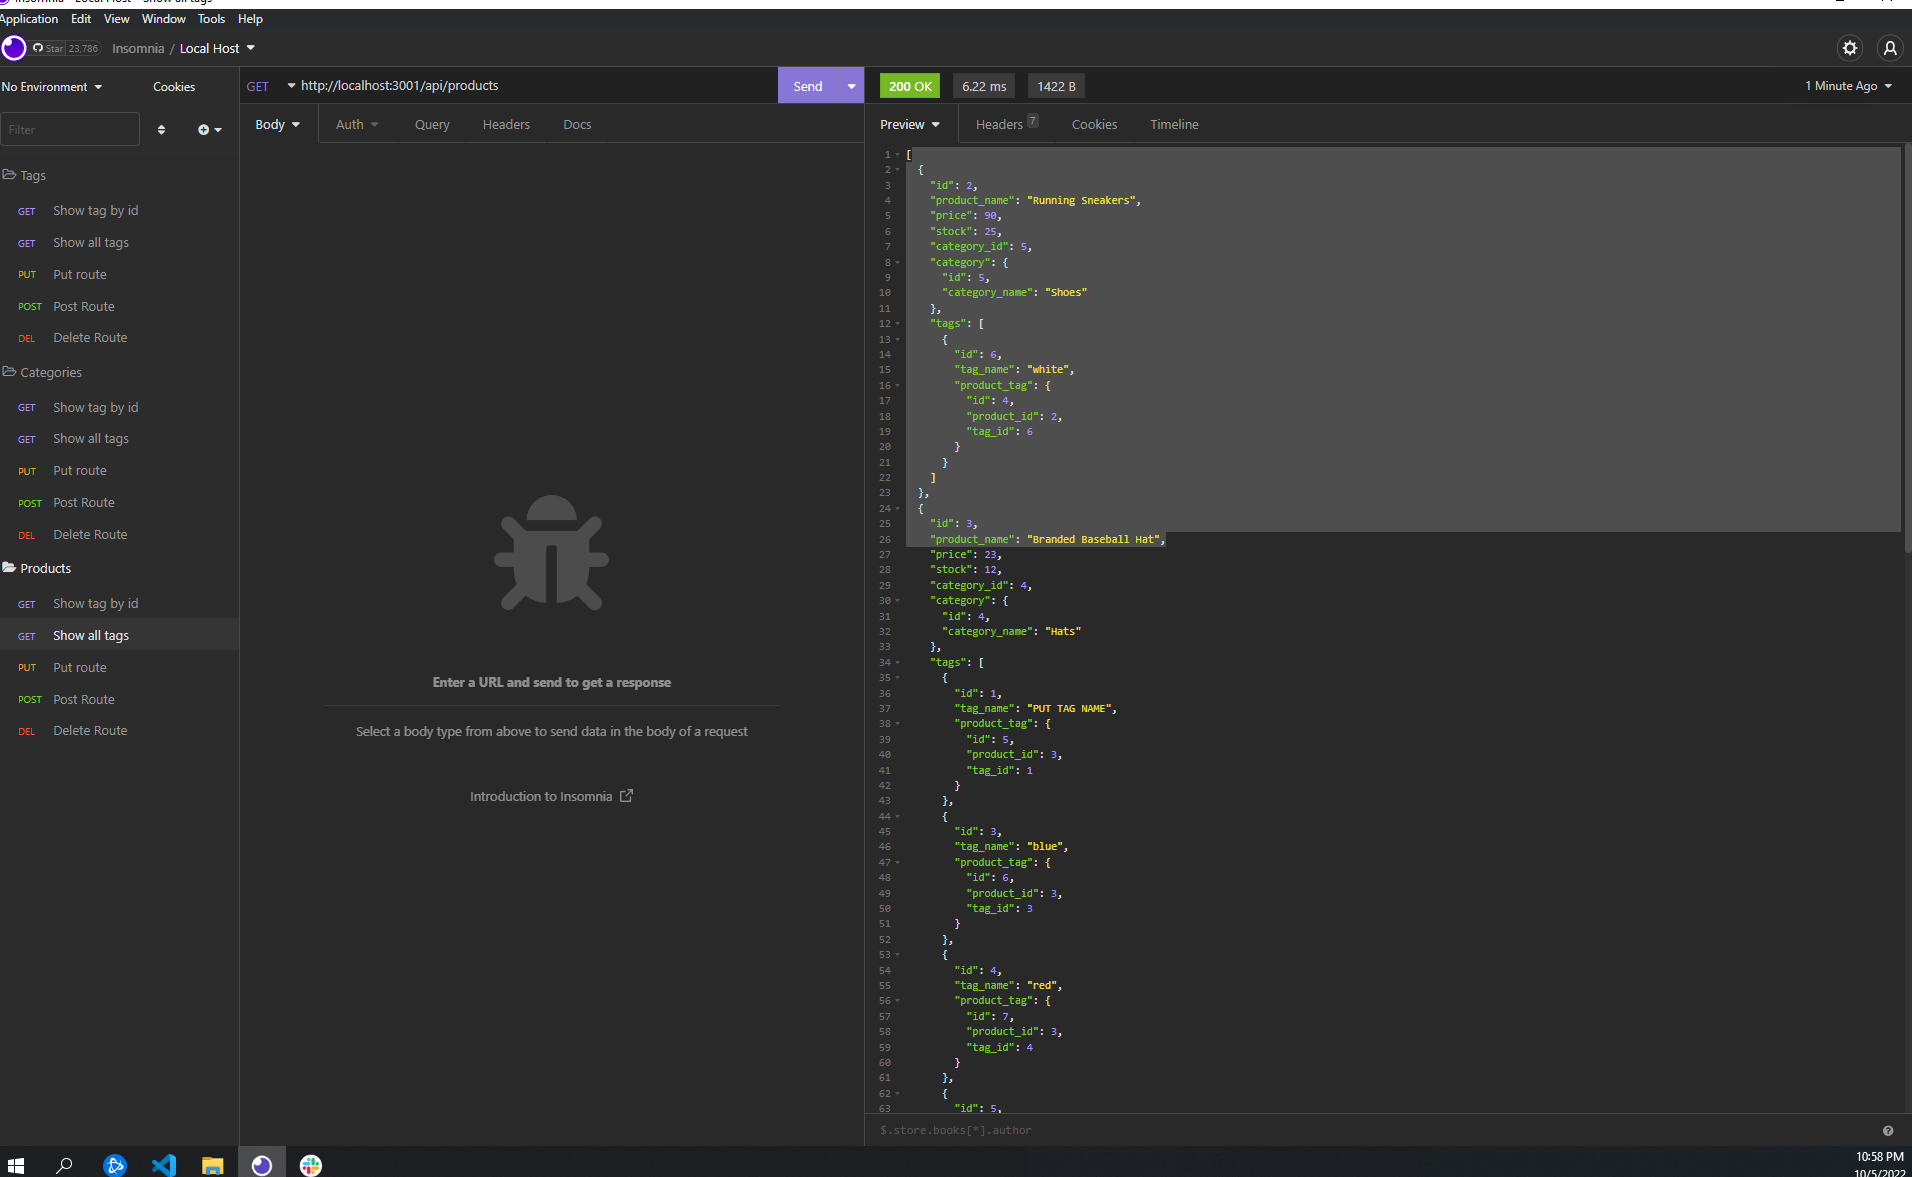 Insomnia - Local Host - Show all tags
Application Edit View Window Tools Help
Star 23,786 Insomnia / Local Host
No Environment Cookies
Filter
Tags
GET Show tag by id
GET Show all tags
PUT Put route
POST Post Route
DEL Delete Route
Categories
GET Show tag by id
GET Show all tags
PUT Put route
POST Post Route
DEL Delete Route
Products
GET Show tag by id
GET Show all tags
PUT Put route
POST Post Route
DEL Delete Route
GET http://localhost:3001/api/products Send
Body Auth Query Headers Docs
Enter a URL and send to get a response
Select a body type from above to send data in the body of a request
Introduction to Insomnia
200 OK 6.22 ms 1422 B 1 Minute Ago
Preview Headers 7 Cookies Timeline
1 [
2 {
3 "id": 2,
4 "product_name": "Running Sneakers",
5 "price": 90,
6 "stock": 25,
7 "category_id": 5,
8 "category": {
9 "id": 5,
10 "category_name": "Shoes"
11 },
12 "tags": [
13 {
14 "id": 6,
15 "tag_name": "white",
16 "product_tag": {
17 "id": 4,
18 "product_id": 2,
19 "tag_id": 6
20 }
21 }
22 ]
23 },
24 {
25 "id": 3,
26 "product_name": "Branded Baseball Hat",
27 "price": 23,
28 "stock": 12,
29 "category_id": 4,
30 "category": {
31 "id": 4,
32 "category_name": "Hats"
33 },
34 "tags": [
35 {
36 "id": 1,
37 "tag_name": "PUT TAG NAME",
38 "product_tag": {
39 "id": 5,
40 "product_id": 3,
41 "tag_id": 1
42 }
43 },
44 {
45 "id": 3,
46 "tag_name": "blue",
47 "product_tag": {
48 "id": 6,
49 "product_id": 3,
50 "tag_id": 3
51 }
52 },
53 {
54 "id": 4,
55 "tag_name": "red",
56 "product_tag": {
57 "id": 7,
58 "product_id": 3,
59 "tag_id": 4
60 }
61 },
62 {
63 "id": 5,
$.store.books[*].author
10:58 PM
10/5/2022